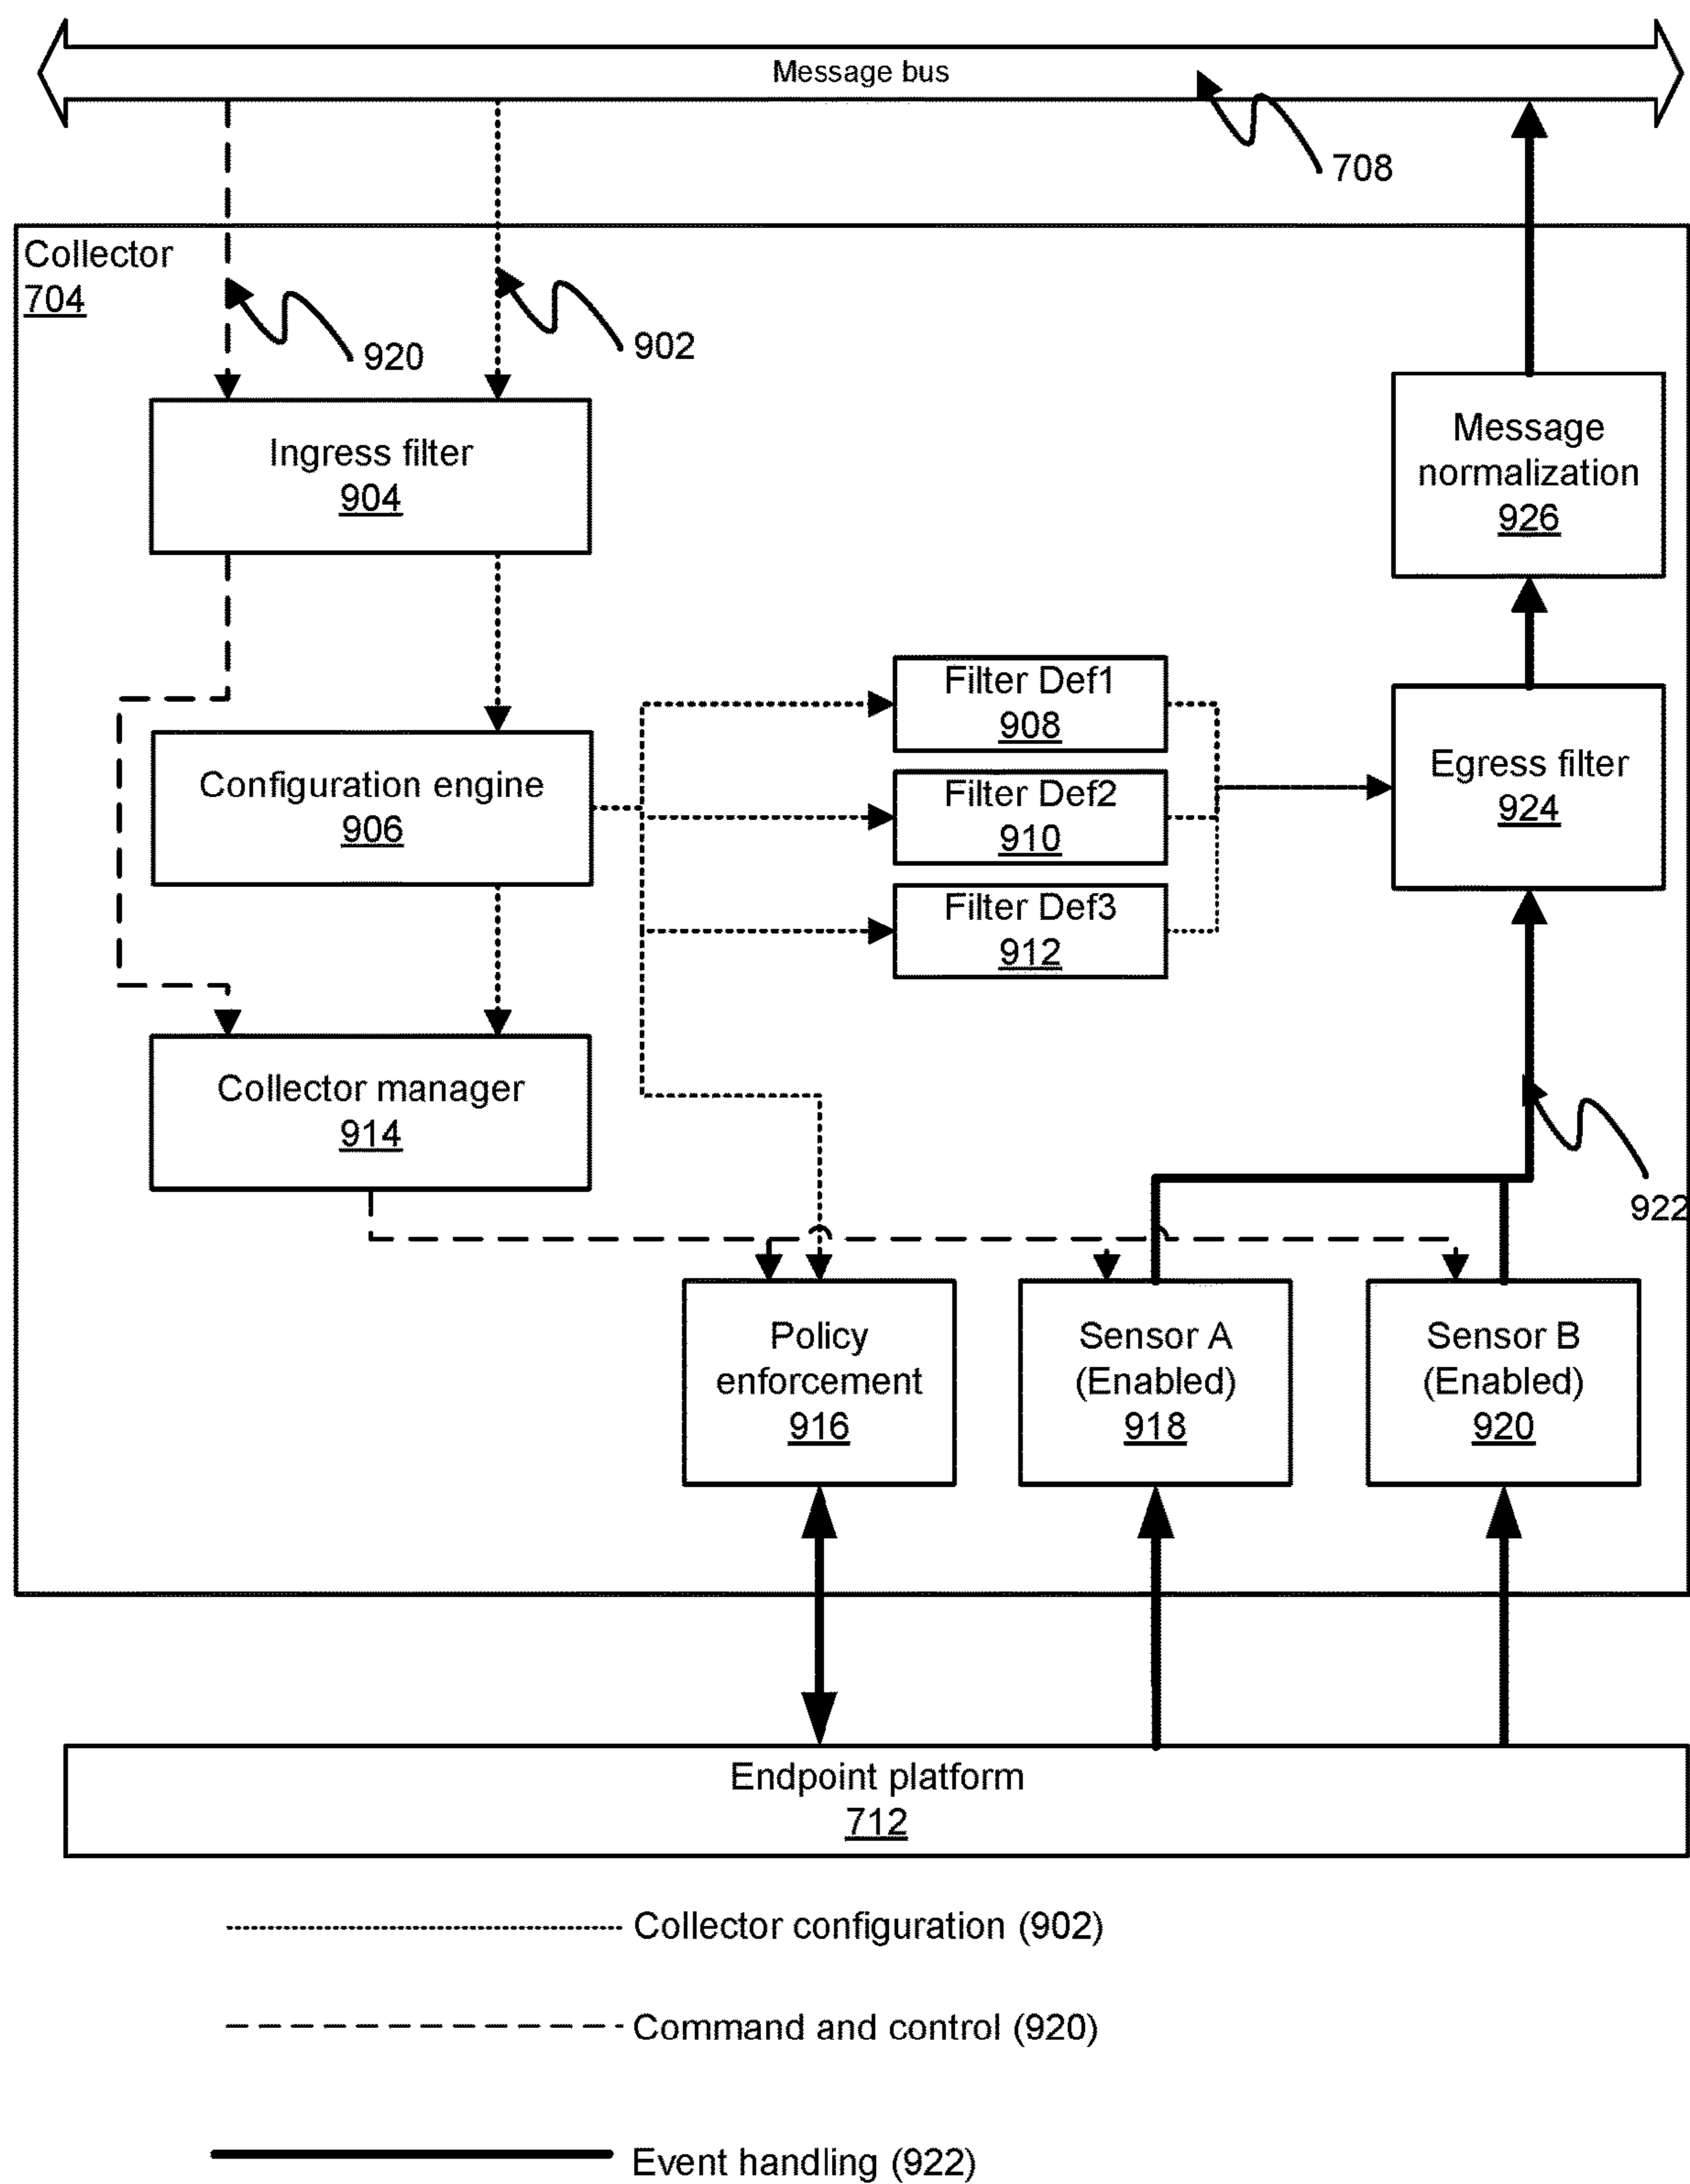 Message bus
708
Collector
704
920
902
Ingress filter
904
Message
normalization
926
Filter Def1
908
Configuration engine
906
Filter Def2
910
Egress filter
924
Filter Def3
912
Collector manager
914
922
Policy
enforcement
916
Sensor A
(Enabled)
918
Sensor B
(Enabled)
920
Endpoint platform
712
Collector configuration (902)
Command and control (920)
Event handling (922)